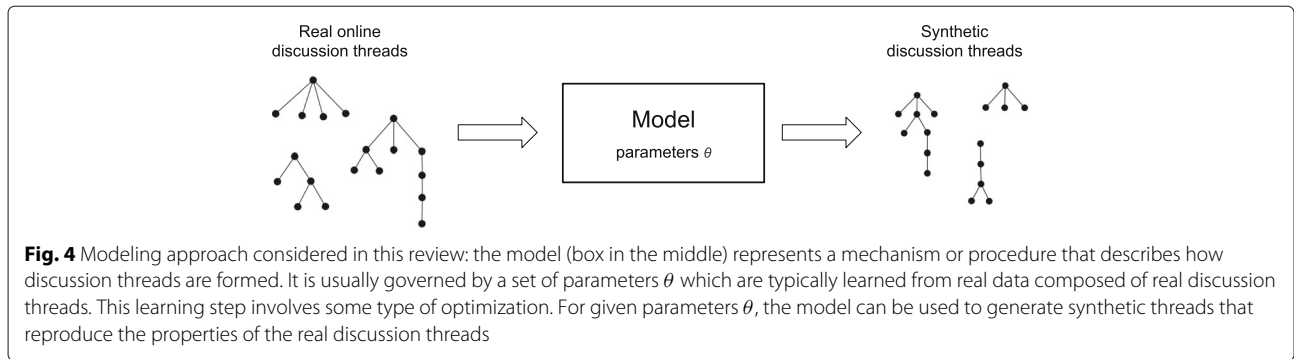 Real online
discussion threads
Synthetic
discussion threads
Model
parameters θ
Fig. 4 Modeling approach considered in this review: the model (box in the middle) represents a mechanism or procedure that describes how
discussion threads are formed. It is usually governed by a set of parameters θ which are typically learned from real data composed of real discussion
threads. This learning step involves some type of optimization. For given parameters θ, the model can be used to generate synthetic threads that
reproduce the properties of the real discussion threads